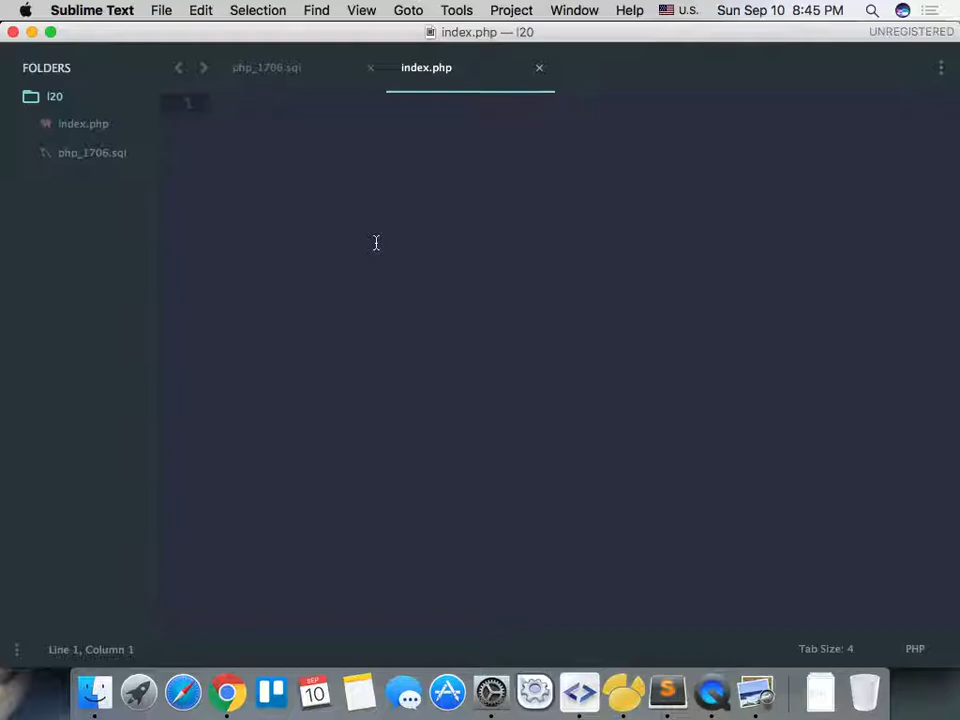 Sublime Text File Edit Selection Find View Goto Tools Project Window Help U.S. Sun Sep 10 8:45 PM
index.php — l20 UNREGISTERED
FOLDERS
l20
index.php
php_1706.sql
php_1706.sql × index.php ×
1
Line 1, Column 1 Tab Size: 4 PHP
SEP
10